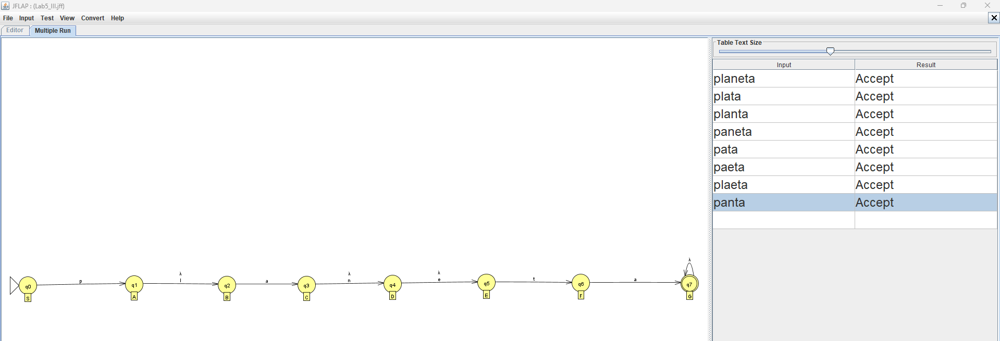 JFLAP : (Lab5_III.jff)
File Input Test View Convert Help
Editor Multiple Run
Table Text Size
Input Result
planeta Accept
plata Accept
planta Accept
paneta Accept
pata Accept
paeta Accept
plaeta Accept
panta Accept
λ λ λ λ
p l a n e t a
q0 q1 q2 q3 q4 q5 q6 q7
S A B C D E F G